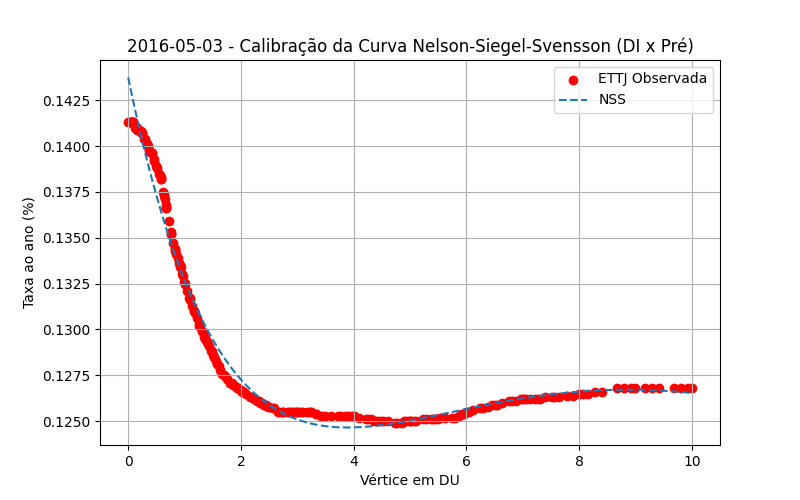 2016-05-03 - Calibração da Curva Nelson-Siegel-Svensson (DI x Pré)
ETTJ Observada
NSS
Taxa ao ano (%)
0.1425
0.1400
0.1375
0.1350
0.1325
0.1300
0.1275
0.1250
0 2 4 6 8 10
Vértice em DU